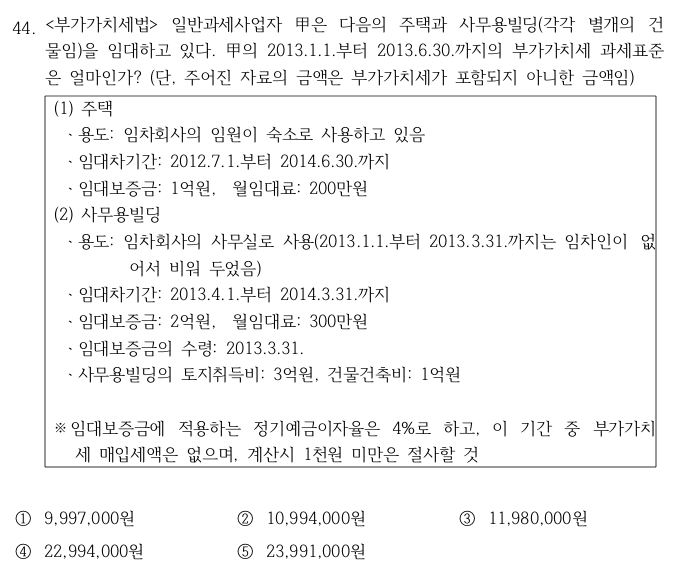 44. <부가가치세법> 일반과세사업자 甲은 다음의 주택과 사무용빌딩(각각 별개의 건
물임)을 임대하고 있다. 甲의 2013.1.1.부터 2013.6.30.까지의 부가가치세 과세표준
은 얼마인가? (단, 주어진 자료의 금액은 부가가치세가 포함되지 아니한 금액임)
(1) 주택
ㆍ용도: 임차회사의 임원이 숙소로 사용하고 있음
ㆍ임대차기간: 2012.7.1.부터 2014.6.30.까지
ㆍ임대보증금: 1억원, 월임대료: 200만원
(2) 사무용빌딩
ㆍ용도: 임차회사의 사무실로 사용(2013.1.1.부터 2013.3.31.까지는 임차인이 없
어서 비워 두었음)
ㆍ임대차기간: 2013.4.1.부터 2014.3.31.까지
ㆍ임대보증금: 2억원, 월임대료: 300만원
ㆍ임대보증금의 수령: 2013.3.31.
ㆍ사무용빌딩의 토지취득비: 3억원, 건물건축비: 1억원
※ 임대보증금에 적용하는 정기예금이자율은 4%로 하고, 이 기간 중 부가가치
세 매입세액은 없으며, 계산시 1천원 미만은 절사할 것
① 9,997,000원 ② 10,994,000원 ③ 11,980,000원
④ 22,994,000원 ⑤ 23,991,000원